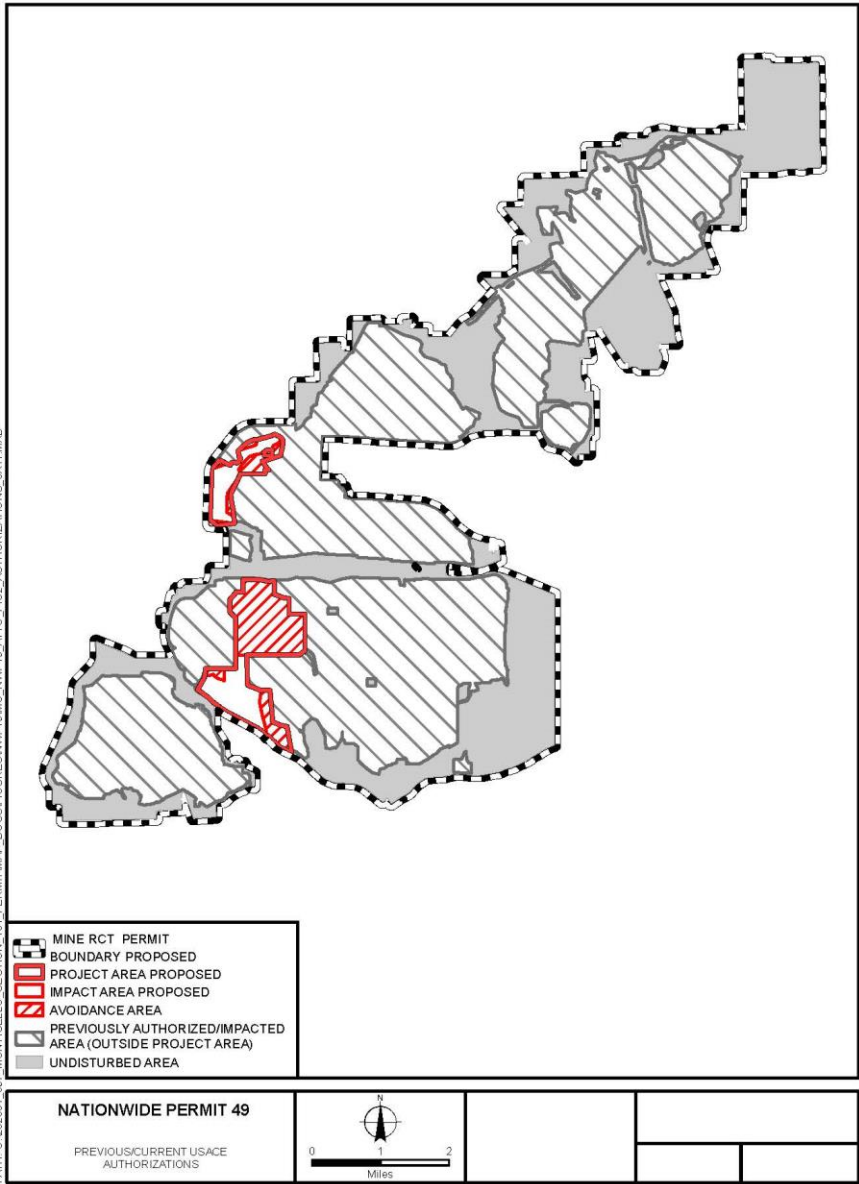 MINE RCT PERMIT
BOUNDARY PROPOSED
PROJECT AREA PROPOSED
IMPACT AREA PROPOSED
AVOIDANCE AREA
PREVIOUSLY AUTHORIZED/IMPACTED
AREA (OUTSIDE PROJECT AREA)
UNDISTURBED AREA
NATIONWIDE PERMIT 49
PREVIOUS/CURRENT USACE
AUTHORIZATIONS
N
0 1 2
Miles